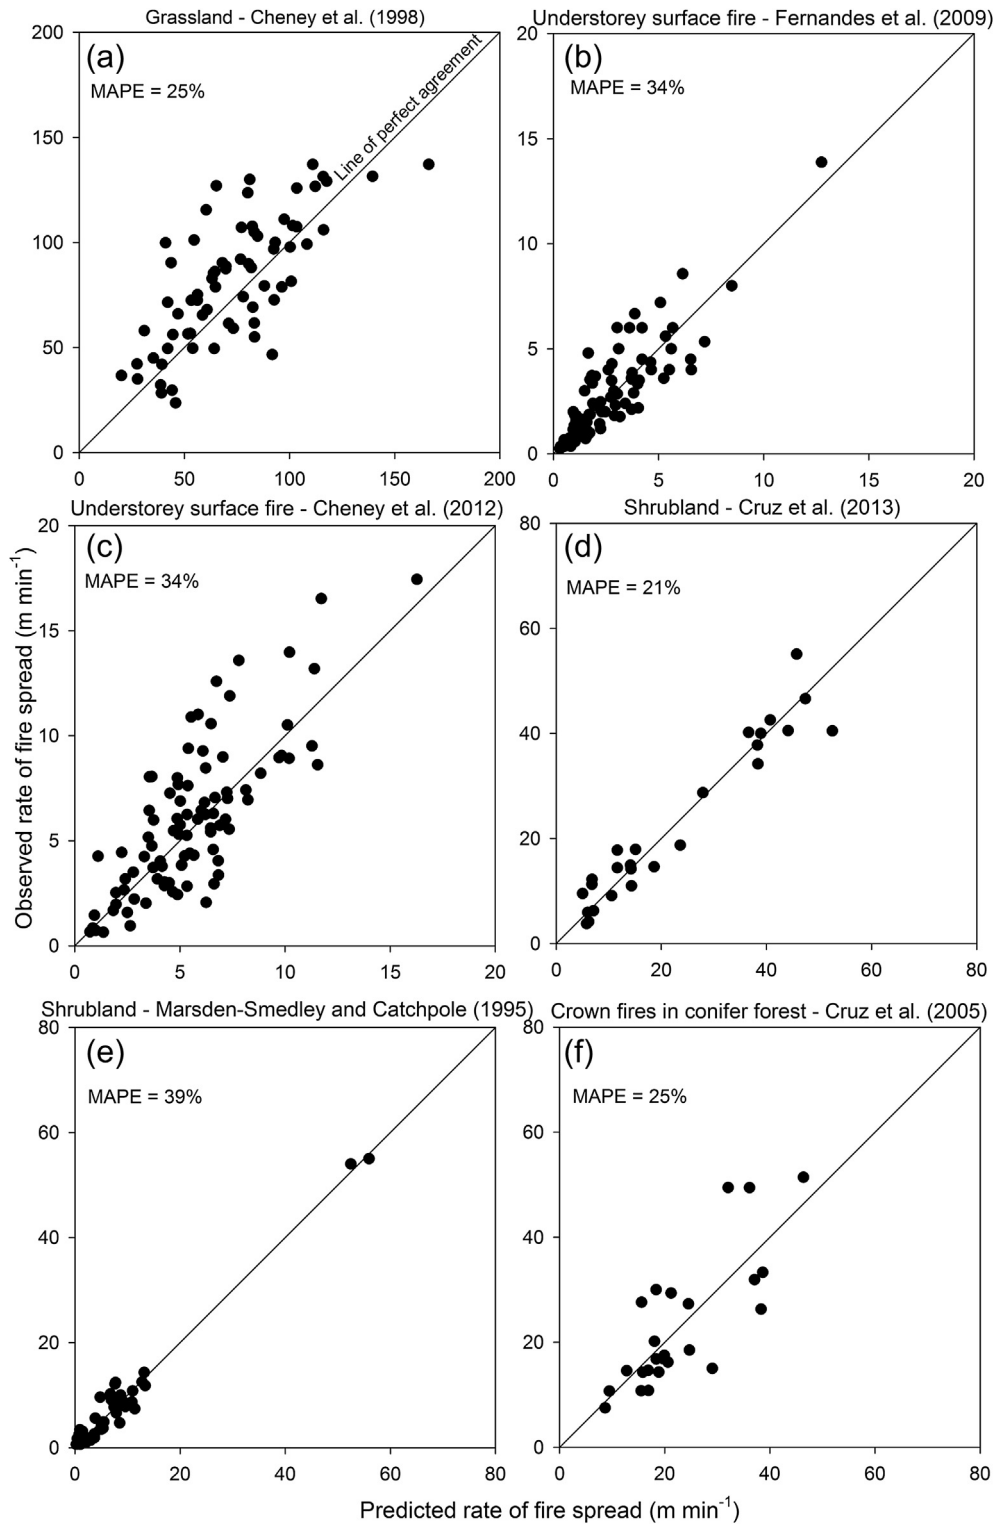 Grassland - Cheney et al. (1998)
Understorey surface fire - Fernandes et al. (2009)
200
(a)
MAPE = 25%
Line of perfect agreement
150
100
50
0
0 50 100 150 200
20
(b)
MAPE = 34%
15
10
5
0
0 5 10 15 20
Understorey surface fire - Cheney et al. (2012)
Shrubland - Cruz et al. (2013)
20
(c)
MAPE = 34%
15
10
5
0
0 5 10 15 20
80
(d)
MAPE = 21%
60
40
20
0
0 20 40 60 80
Observed rate of fire spread (m min⁻¹)
Shrubland - Marsden-Smedley and Catchpole (1995)
Crown fires in conifer forest - Cruz et al. (2005)
80
(e)
MAPE = 39%
60
40
20
0
0 20 40 60 80
80
(f)
MAPE = 25%
60
40
20
0
0 20 40 60 80
Predicted rate of fire spread (m min⁻¹)